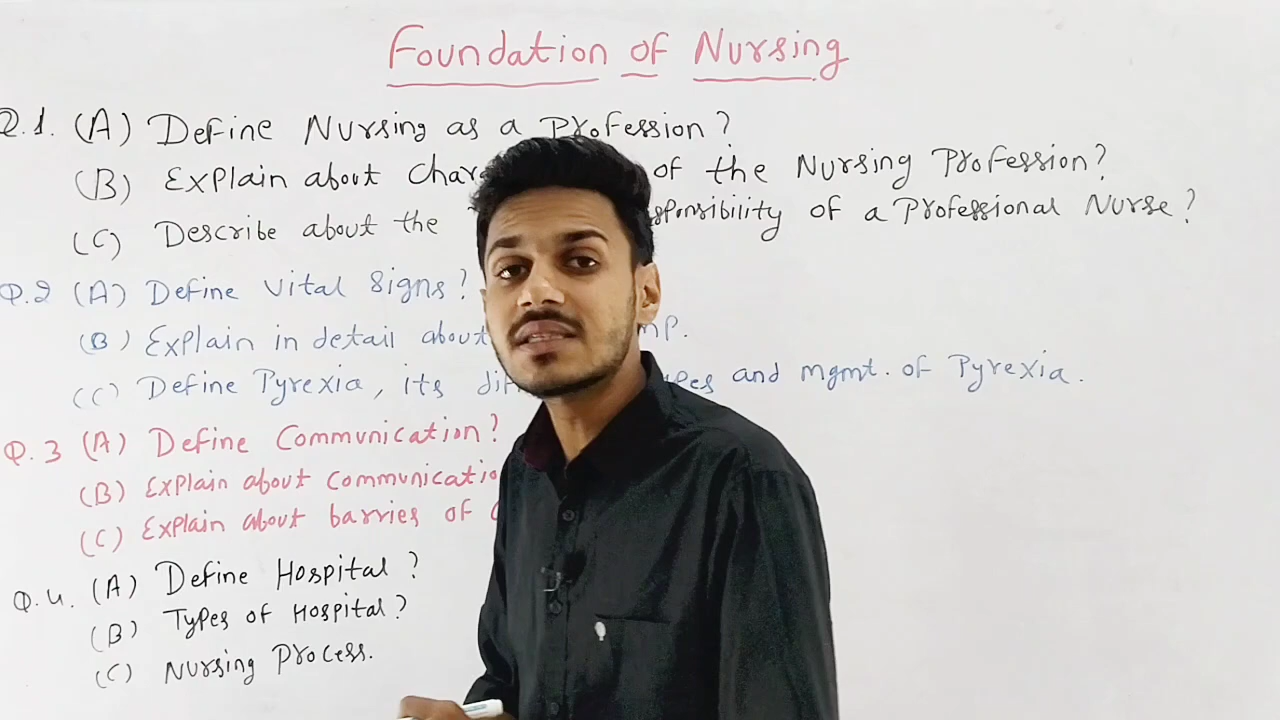 Foundation of Nursing
Q.1. (A) Define Nursing as a Profession?
(B) Explain about of the Nursing Profession?
(C) Describe about the of a Professional Nurse?
Q.2 (A) Define Vital Signs?
(B) Explain in detail about
(C) Define Pyrexia, its and mgmt. of Pyrexia.
Q.3 (A) Define Communication?
(B) Explain about
(C) Explain about barries of
Q.4. (A) Define Hospital?
(B) Types of Hospital?
(C) Nursing Process.